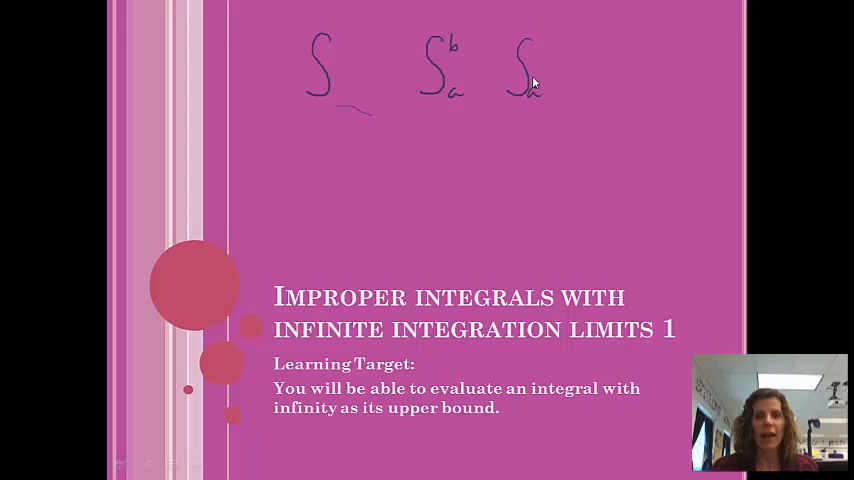 ∫ ∫ b a ∫ a
IMPROPER INTEGRALS WITH
INFINITE INTEGRATION LIMITS 1
Learning Target:
You will be able to evaluate an integral with
infinity as its upper bound.